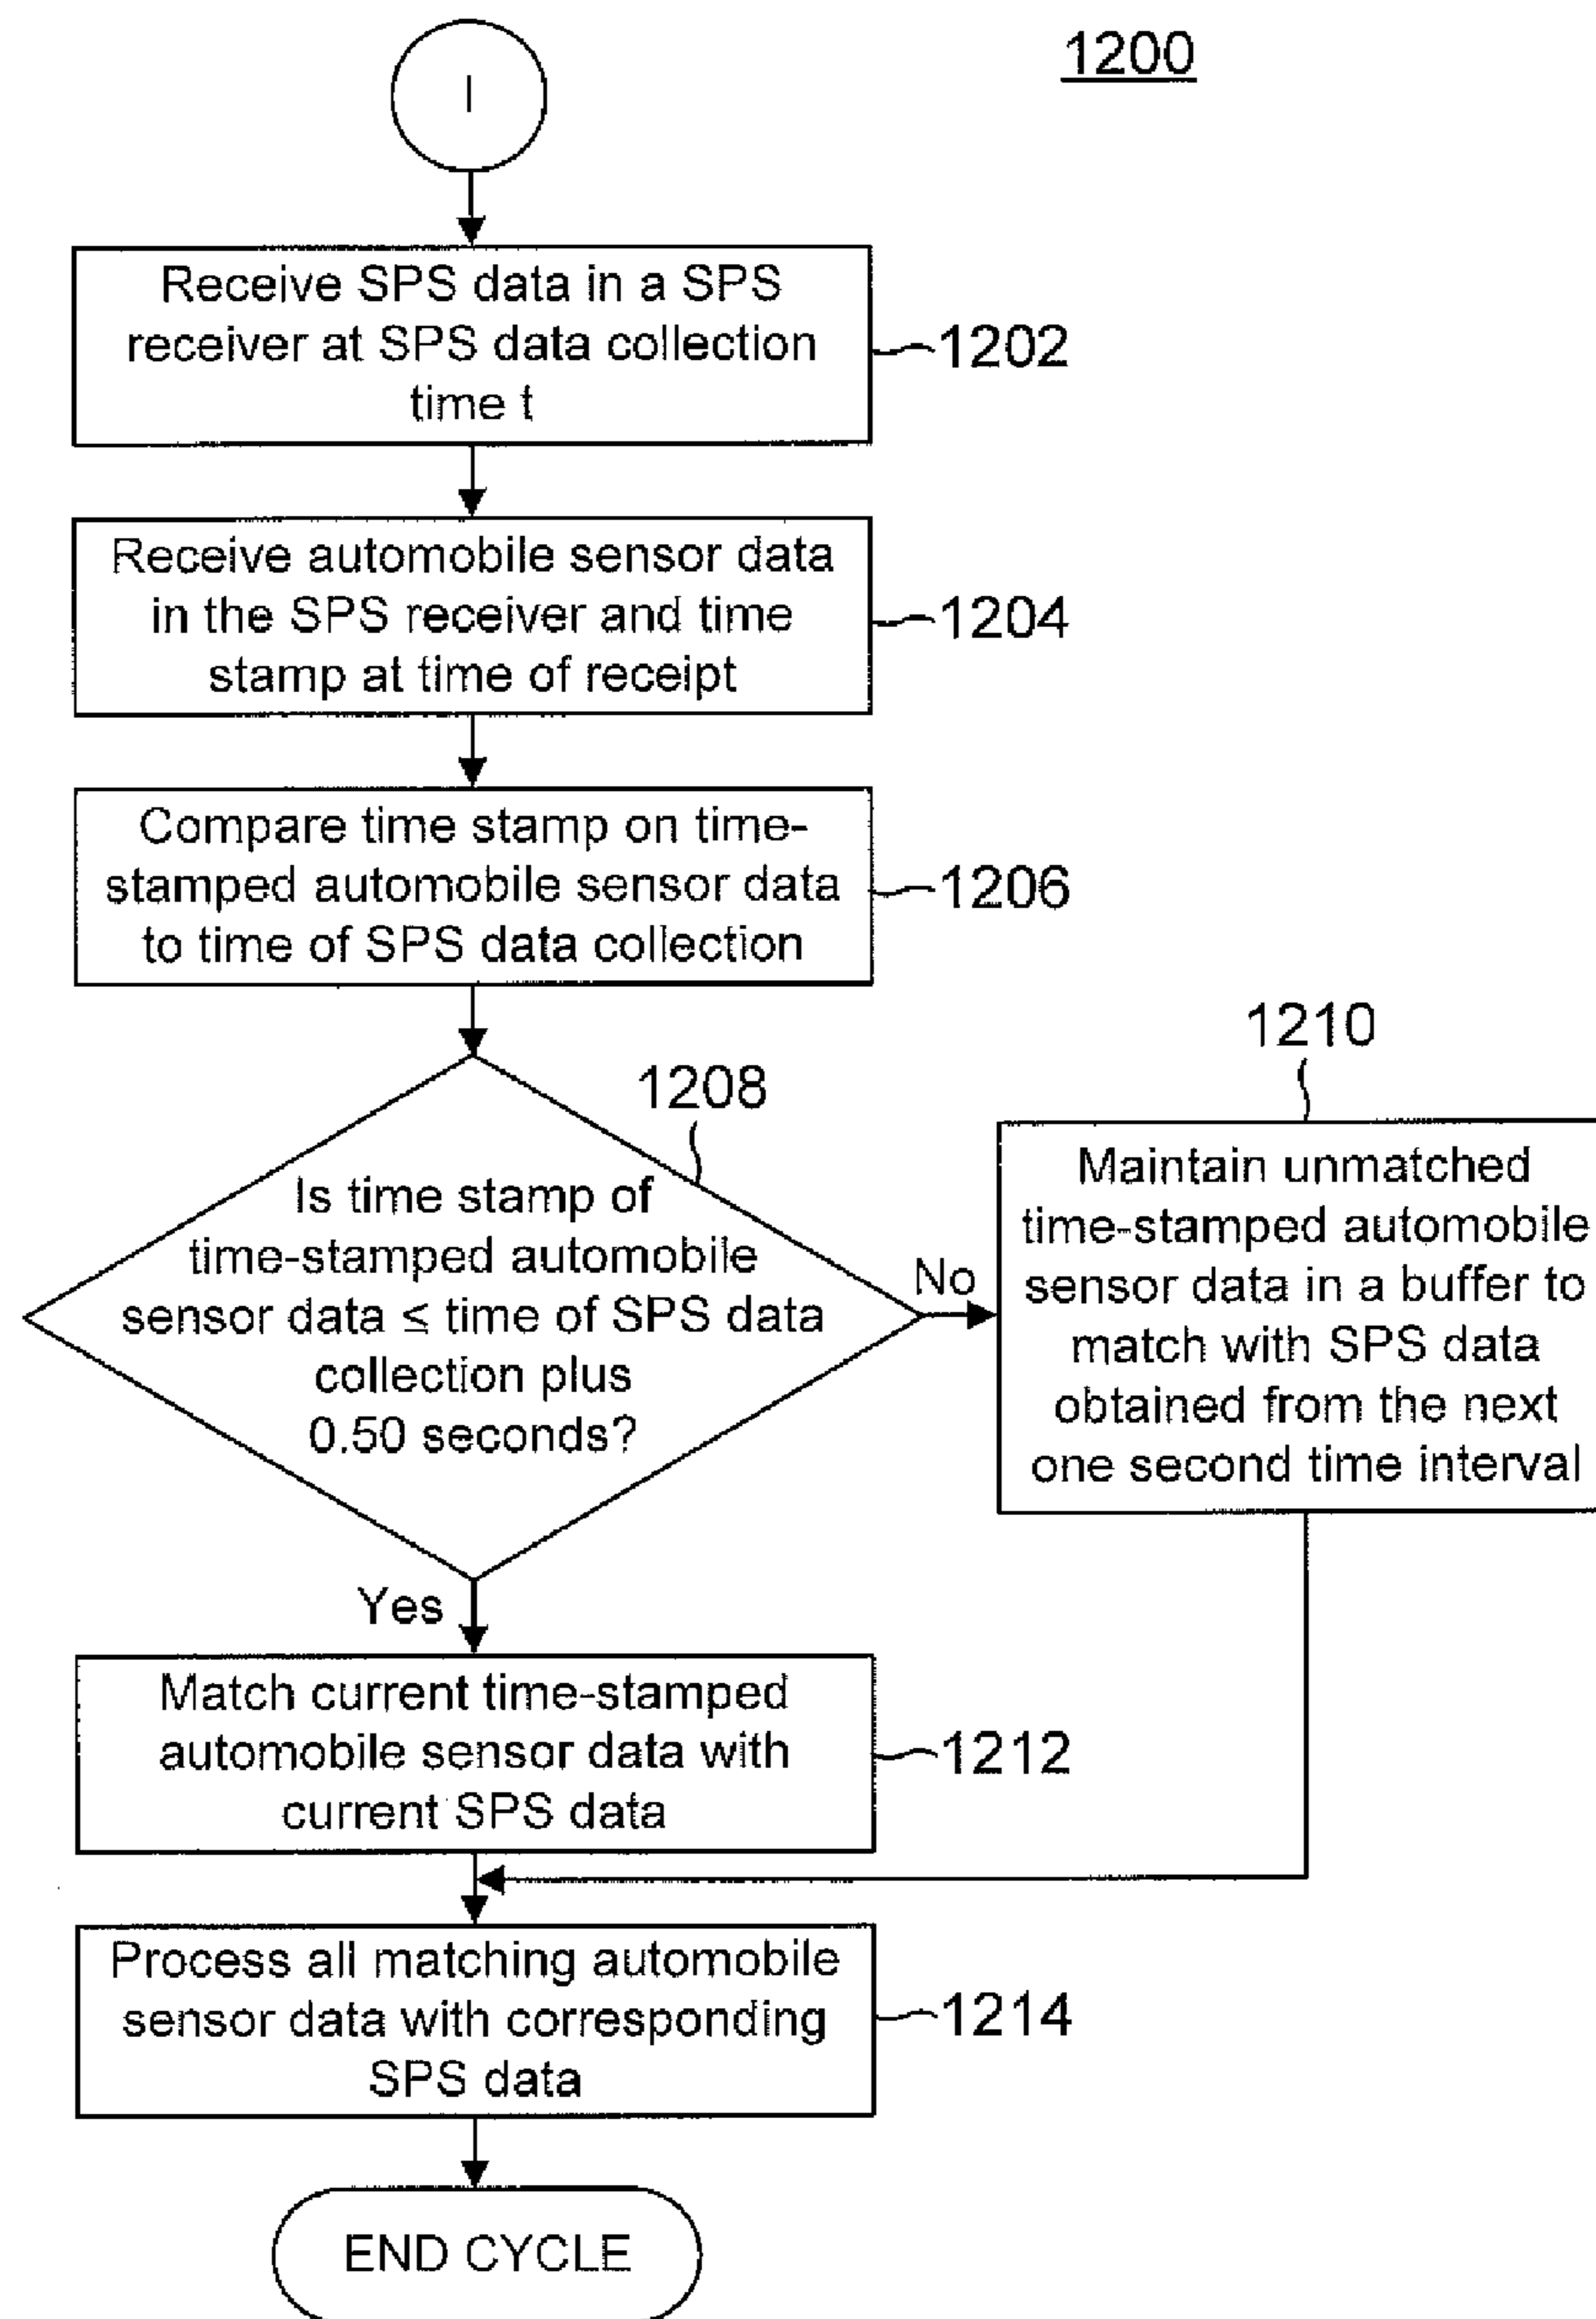 1200
I
Receive SPS data in a SPS
receiver at SPS data collection
time t
1202
Receive automobile sensor data
in the SPS receiver and time
stamp at time of receipt
1204
Compare time stamp on time-
stamped automobile sensor data
to time of SPS data collection
1206
1208
Is time stamp of
time-stamped automobile
sensor data ≤ time of SPS data
collection plus
0.50 seconds?
No
1210
Maintain unmatched
time-stamped automobile
sensor data in a buffer to
match with SPS data
obtained from the next
one second time interval
Yes
Match current time-stamped
automobile sensor data with
current SPS data
1212
Process all matching automobile
sensor data with corresponding
SPS data
1214
END CYCLE